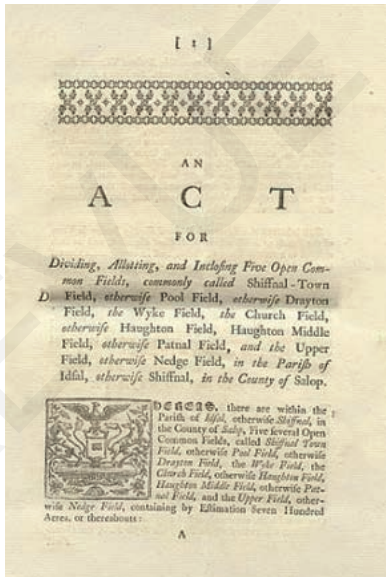 [ 1 ]
AN
A C T
FOR
Dividing, Allotting, and Inclosing Five Open Com-
mon Fields, commonly called Shiffnal-Town
Field, otherwise Pool Field, otherwise Drayton
Field, the Wyke Field, the Church Field,
otherwise Haughton Field, Haughton Middle
Field, otherwise Patnal Field, and the Upper
Field, otherwise Nedge Field, in the Parish of
Idsal, otherwise Shiffnal, in the County of Salop.
HEREAS, there are within the
Parish of Idsal, otherwise Shiffnal, in
the County of Salop, Five several Open
Common Fields, called Shiffnal Town
Field, otherwise Pool Field, otherwise
Drayton Field, the Wyke Field, the
Church Field, otherwise Haughton Field,
Haughton Middle Field, otherwise Pat-
nal Field, and the Upper Field, other-
wise Nedge Field, containing by Estimation Seven Hundred
Acres, or thereabouts:
A